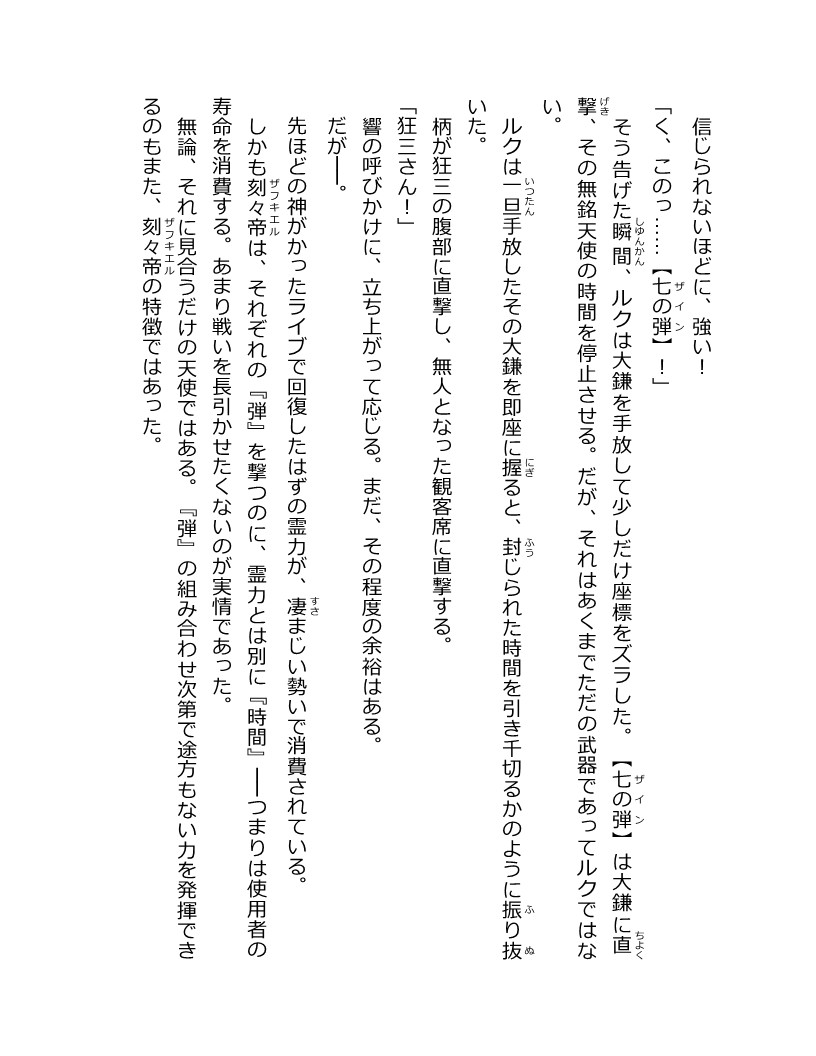 信じられないほどに、強い！
「く、このっ……【七の弾】！」
そう告げた瞬間、ルクは大鎌を手放して少しだけ座標をズラした。【七の弾】は大鎌に直
撃、その無銘天使の時間を停止させる。だが、それはあくまでただの武器であってルクではな
い。
ルクは一旦手放したその大鎌を即座に握ると、封じられた時間を引き千切るかのように振り抜
いた。
柄が狂三の腹部に直撃し、無人となった観客席に直撃する。
「狂三さん！」
響の呼びかけに、立ち上がって応じる。まだ、その程度の余裕はある。
だが――。
先ほどの神がかったライブで回復したはずの霊力が、凄まじい勢いで消費されている。
しかも刻々帝は、それぞれの『弾』を撃つのに、霊力とは別に『時間』――つまりは使用者の
寿命を消費する。あまり戦いを長引かせたくないのが実情であった。
無論、それに見合うだけの天使ではある。『弾』の組み合わせ次第で途方もない力を発揮でき
るのもまた、刻々帝の特徴ではあった。